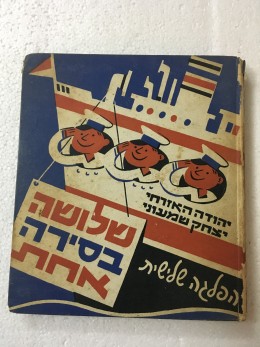 יהודה האזרחי
יצחק שמעוני
שלושה
בסירה
אחת
הפלגה שלישית